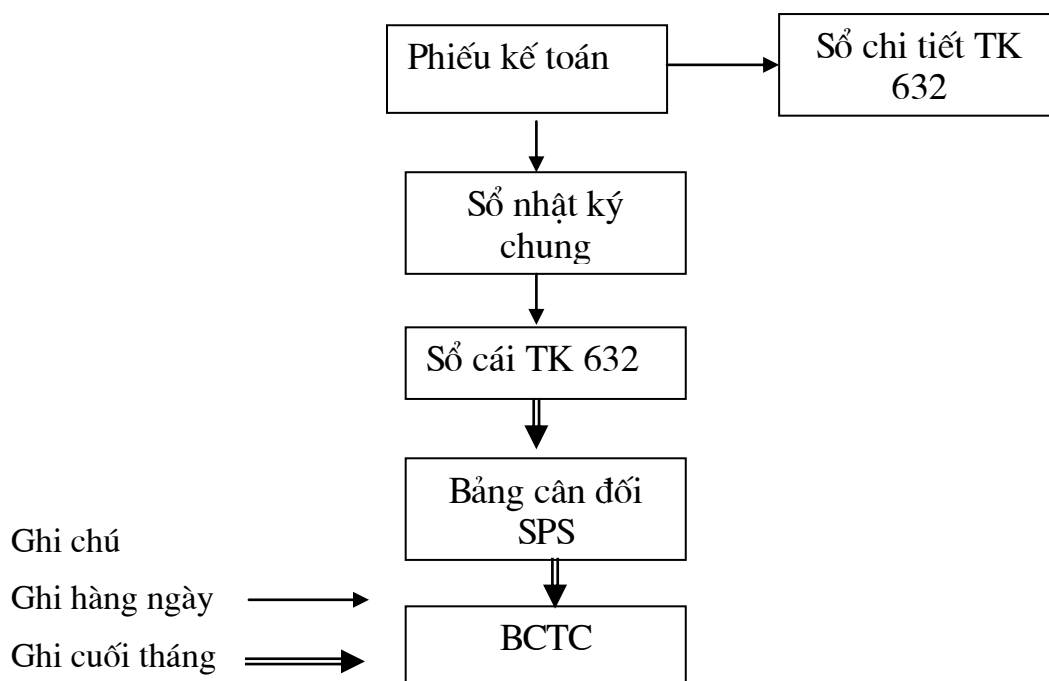 Phiếu kế toán
Sổ chi tiết TK
632
Sổ nhật ký
chung
Sổ cái TK 632
Bảng cân đối
SPS
Ghi chú
Ghi hàng ngày
BCTC
Ghi cuối tháng